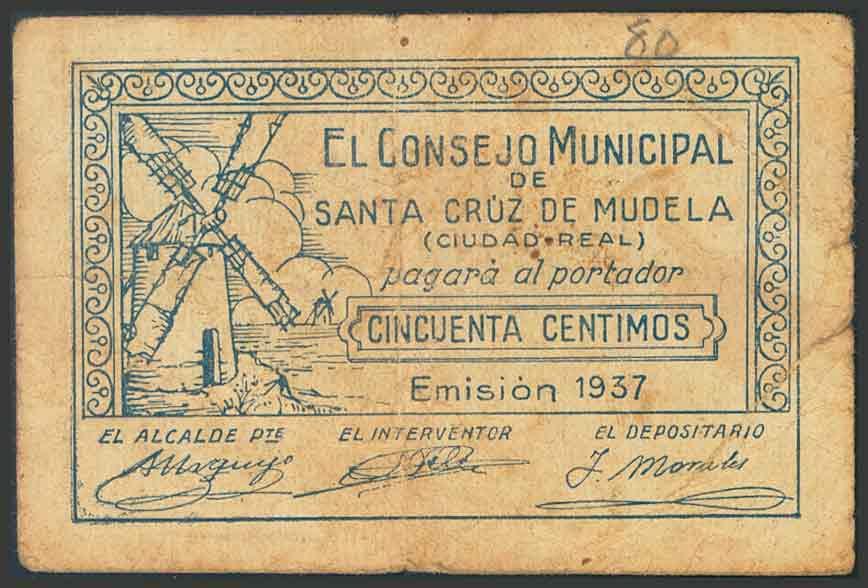 80
EL CONSEJO MUNICIPAL
DE
SANTA CRÚZ DE MUDELA
(CIUDAD-REAL)
pagará al portador
CINCUENTA CENTIMOS
Emisión 1937
EL ALCALDE PTE EL INTERVENTOR EL DEPOSITARIO
J. Morales